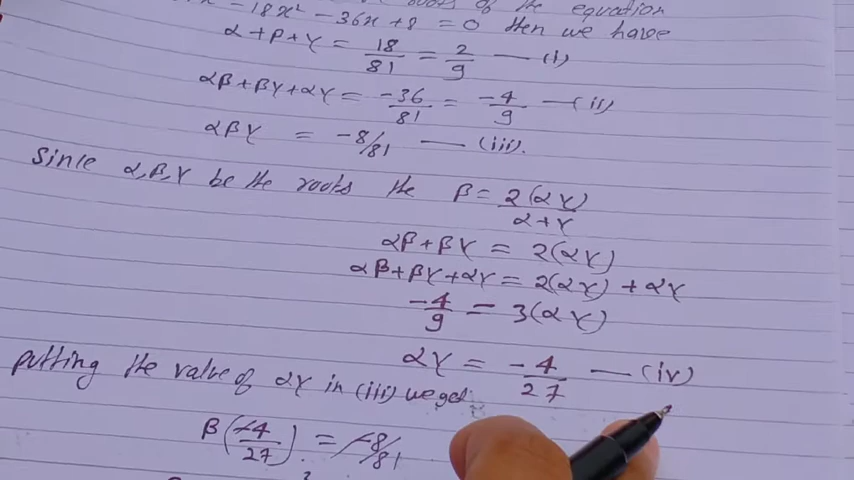 roots of the equation
- 18x² - 36x + 8 = 0 then we have
α + β + γ = 18/81 = 2/9 — (i)
αβ + βγ + αγ = -36/81 = -4/9 — (ii)
αβγ = -8/81 — (iii).
Since α, β, γ be the roots the β = 2(αγ)/α+γ
αβ + βγ = 2(αγ)
αβ + βγ + αγ = 2(αγ) + αγ
-4/9 = 3(αγ)
αγ = -4/27 — (iv)
putting the value of αγ in (iii) we get
β(-4/27) = -8/81